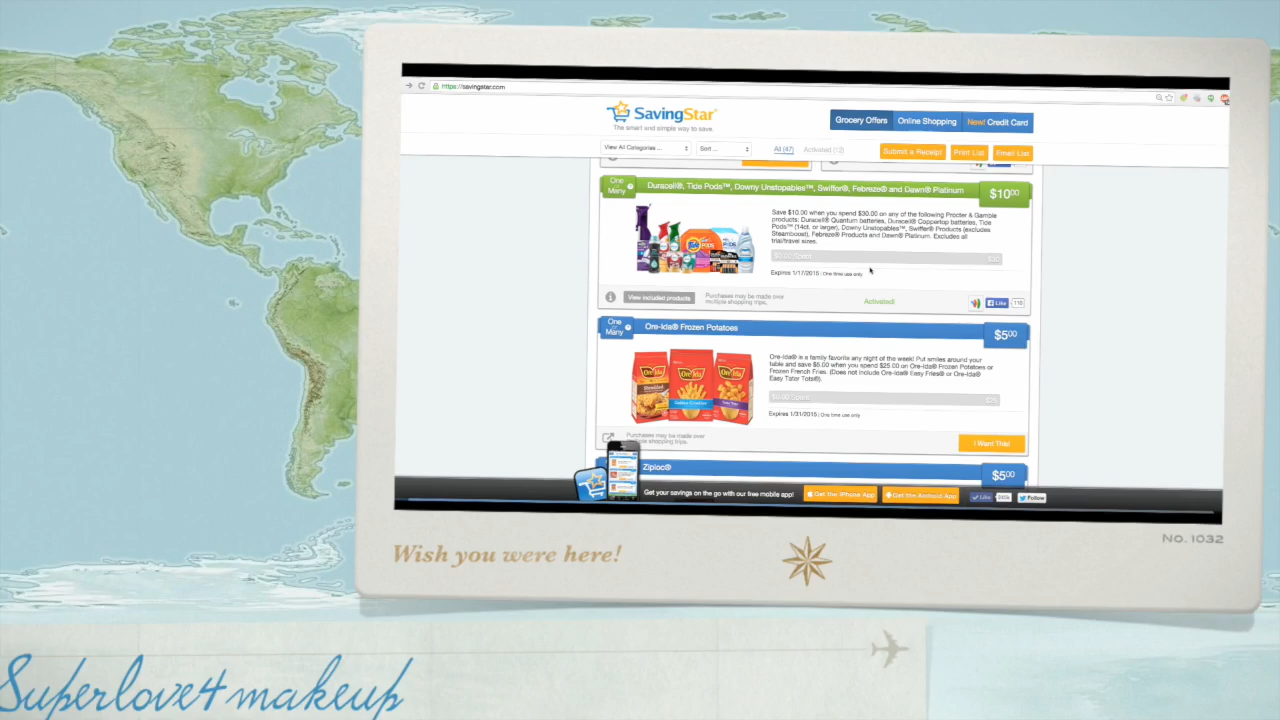 https://savingstar.com
SavingStar
The smart and simple way to save.
Grocery Offers
Online Shopping
New! Credit Card
View All Categories ...
Sort ...
All (47)
Activated (12)
Submit a Receipt
Print List
Email List
One or Many
Duracell®, Tide Pods™, Downy Unstopables™, Swiffer®, Febreze® and Dawn® Platinum
$10⁰⁰
Save $10.00 when you spend $30.00 on any of the following Procter & Gamble
products: Duracell® Quantum batteries, Duracell® Coppertop batteries, Tide
Pods™ (14ct. or larger), Downy Unstopables™, Swiffer® Products (excludes
Steamboost), Febreze® Products and Dawn® Platinum. Excludes all
trial/travel sizes.
$0.00 Spent
$30
Expires 1/17/2015 | One time use only
View included products
Purchases may be made over
multiple shopping trips.
Activated!
Like
One or Many
Ore-Ida® Frozen Potatoes
$5⁰⁰
Ore-Ida® is a family favorite any night of the week! Put smiles around your
table and save $5.00 when you spend $25.00 on Ore-Ida® Frozen Potatoes or
Frozen French Fries. (Does not include Ore-Ida® Easy Fries® or Ore-Ida®
Easy Tater Tots®).
$0.00 Spent
$25
Expires 1/31/2015 | One time use only
Purchases may be made over
multiple shopping trips.
I Want This!
Ziploc®
$5⁰⁰
Get your savings on the go with our free mobile app!
Get the iPhone App
Get the Android App
Like
Follow
Wish you were here!
No. 1032
Superlove4makeup